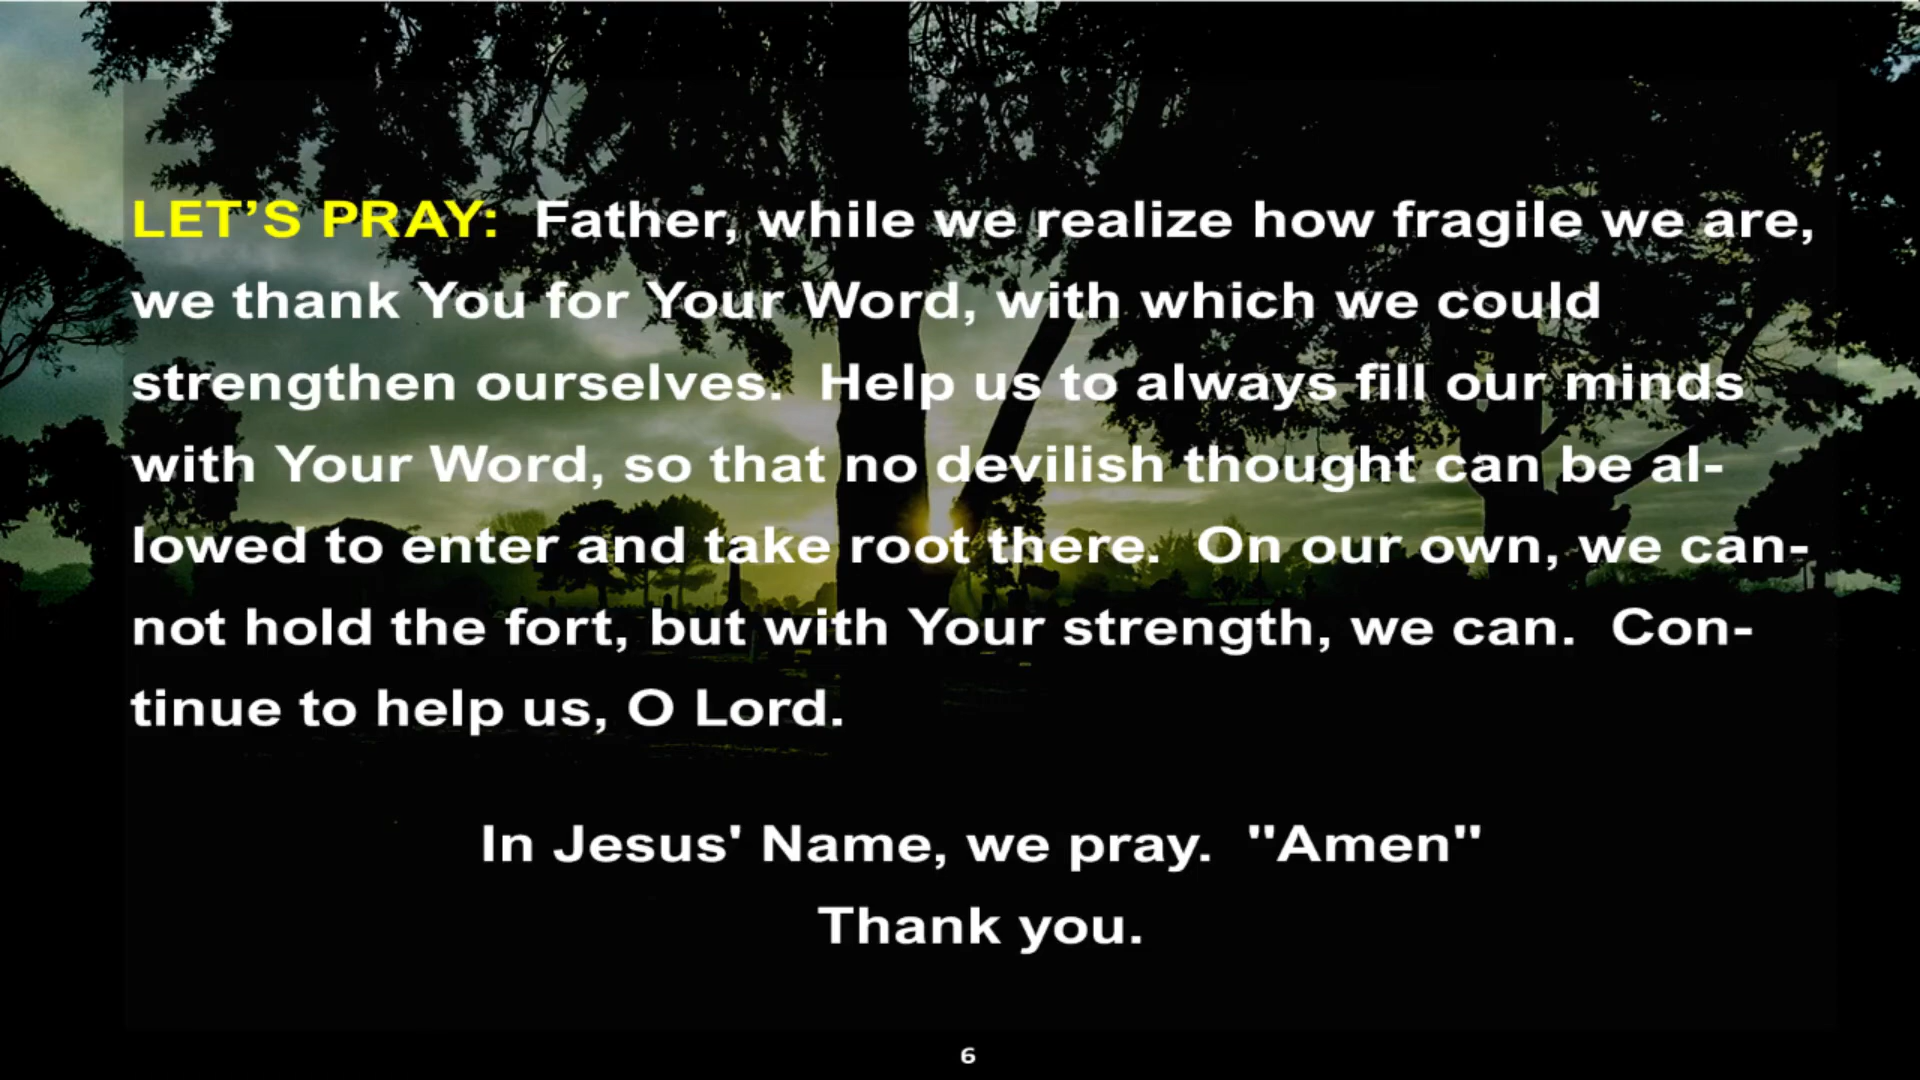 LET’S PRAY:  Father, while we realize how fragile we are,
we thank You for Your Word, with which we could
strengthen ourselves.  Help us to always fill our minds
with Your Word, so that no devilish thought can be al-
lowed to enter and take root there.  On our own, we can-
not hold the fort, but with Your strength, we can.  Con-
tinue to help us, O Lord.
In Jesus' Name, we pray.  "Amen"
Thank you.
6